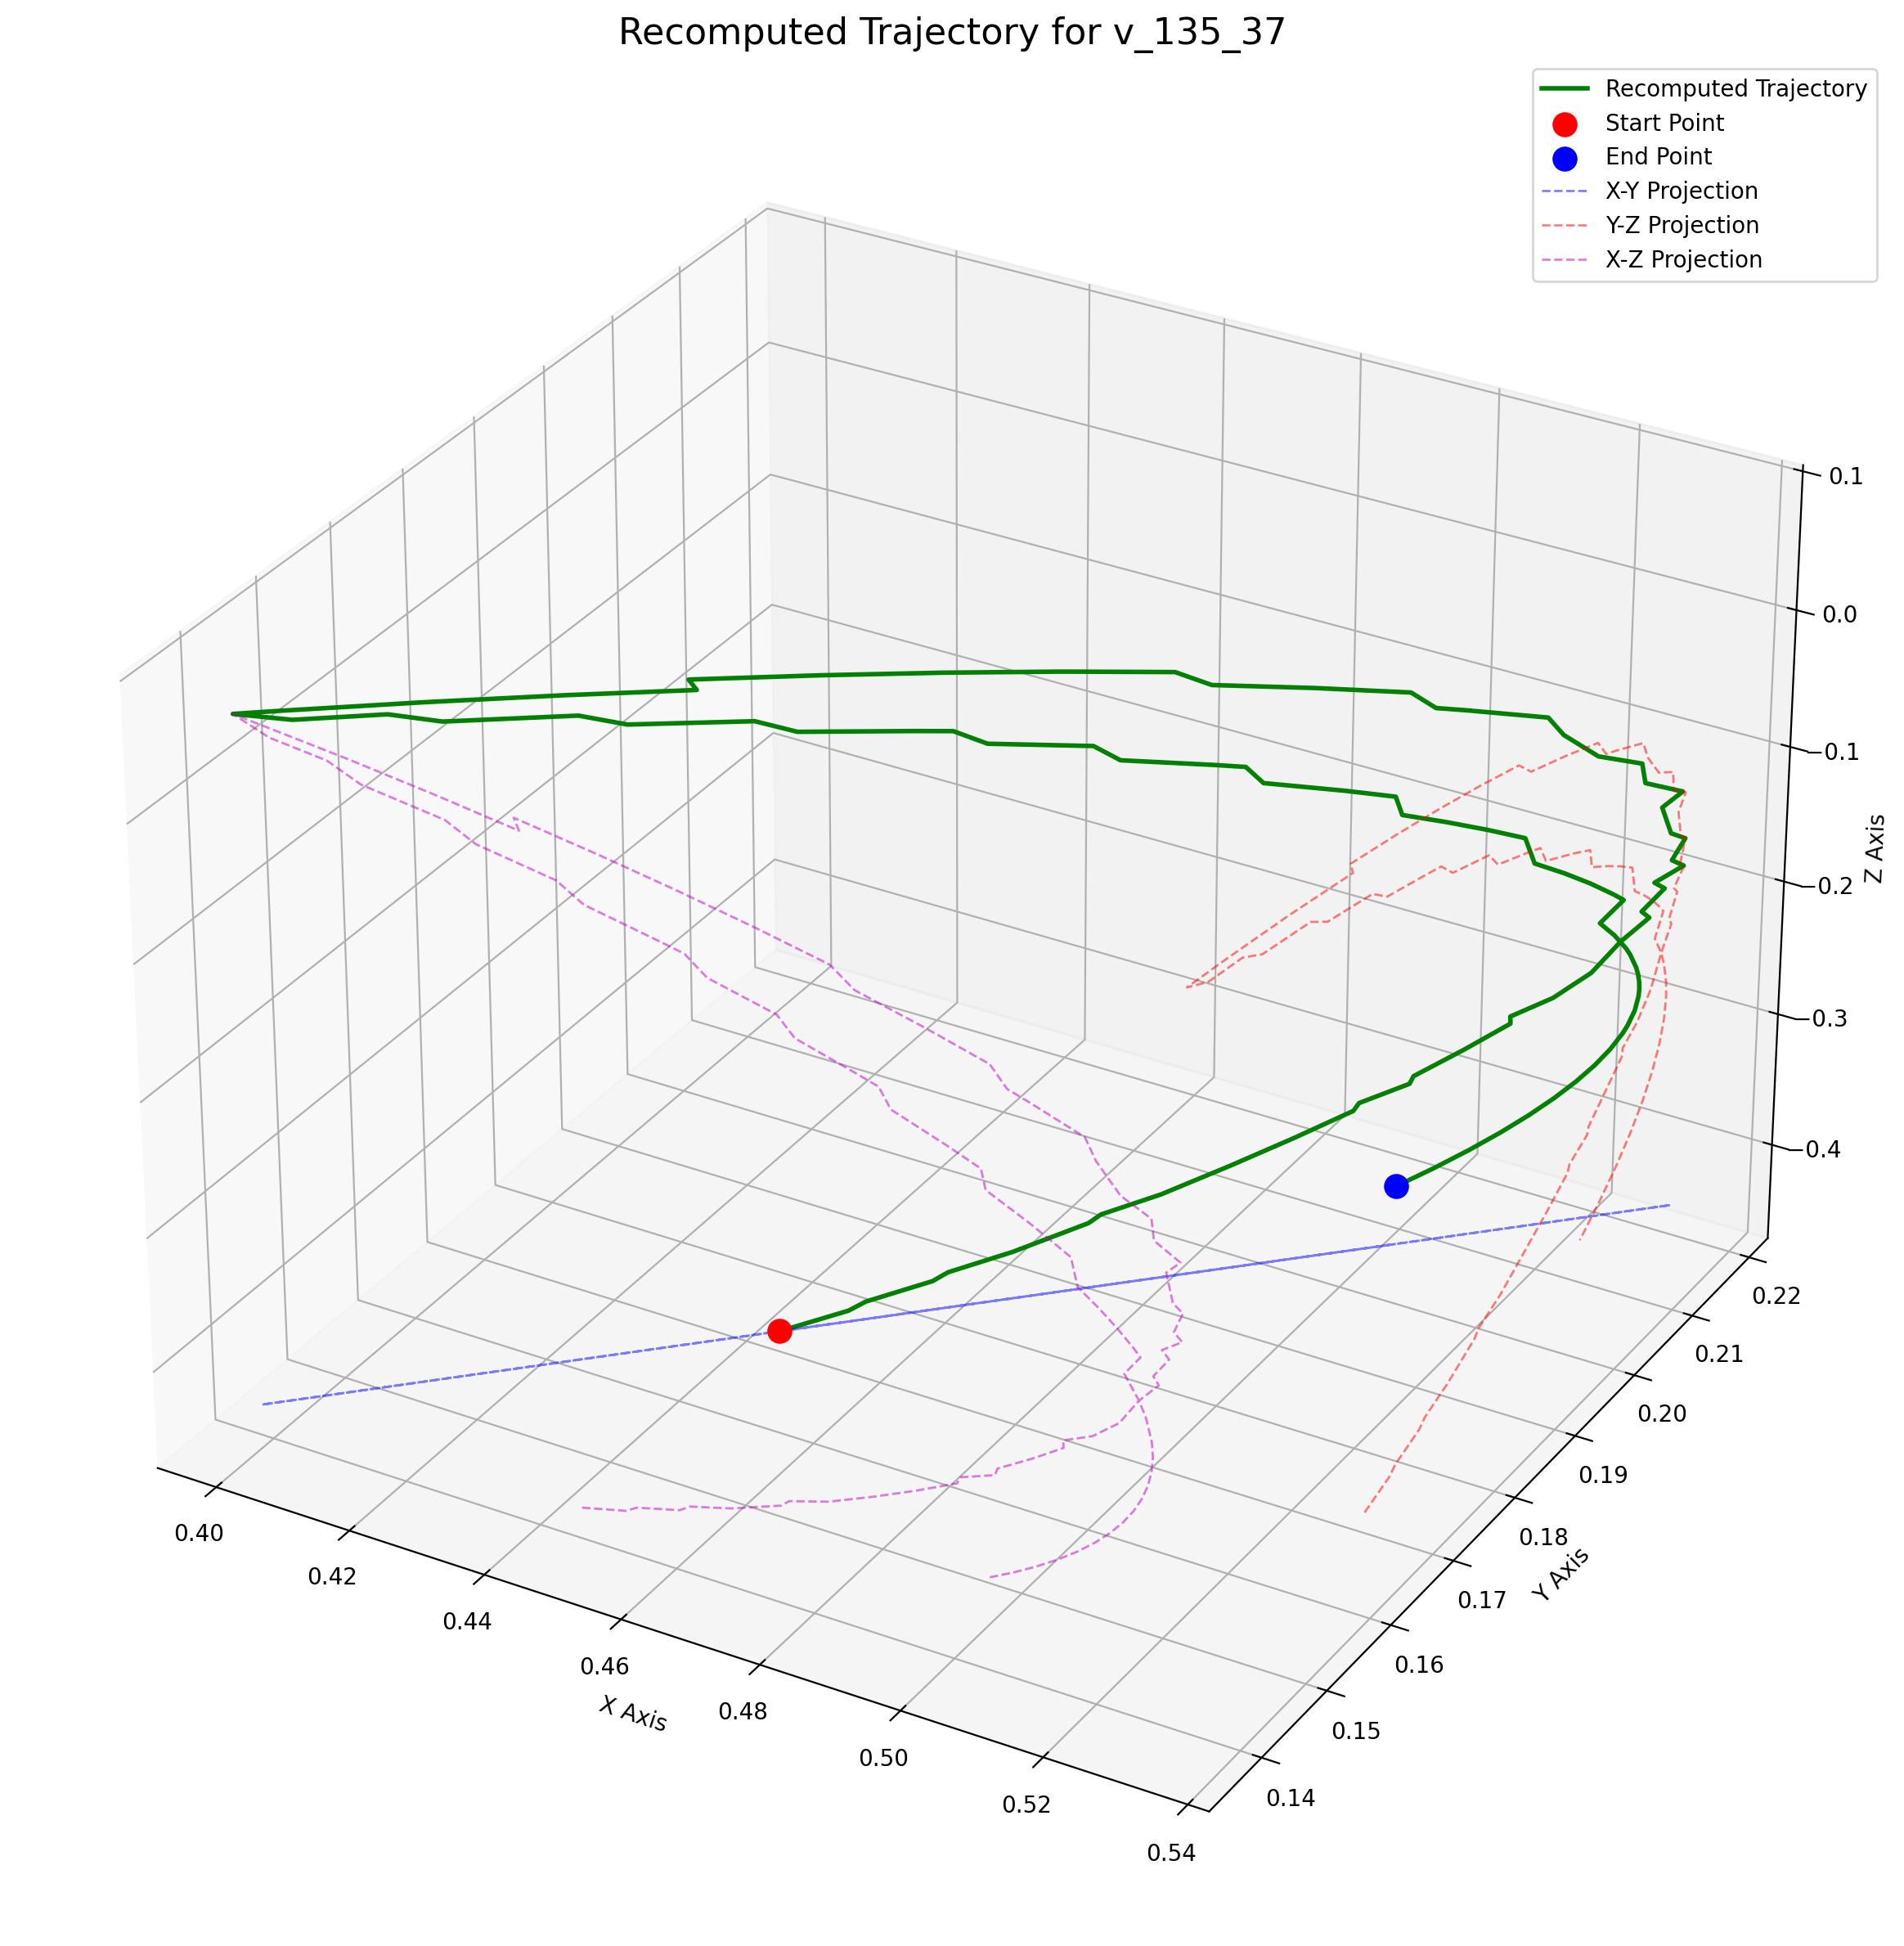 Recomputed Trajectory for v_135_37
Recomputed Trajectory
Start Point
End Point
X-Y Projection
Y-Z Projection
X-Z Projection
0.1
0.0
−0.1
−0.2
−0.3
−0.4
Z Axis
0.22
0.21
0.20
0.19
0.18
0.17
0.16
0.15
0.14
Y Axis
0.40
0.42
0.44
0.46
0.48
0.50
0.52
0.54
X Axis